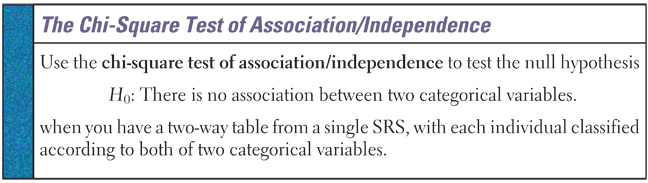 The Chi-Square Test of Association/Independence
Use the chi-square test of association/independence to test the null hypothesis
H₀: There is no association between two categorical variables.
when you have a two-way table from a single SRS, with each individual classified
according to both of two categorical variables.